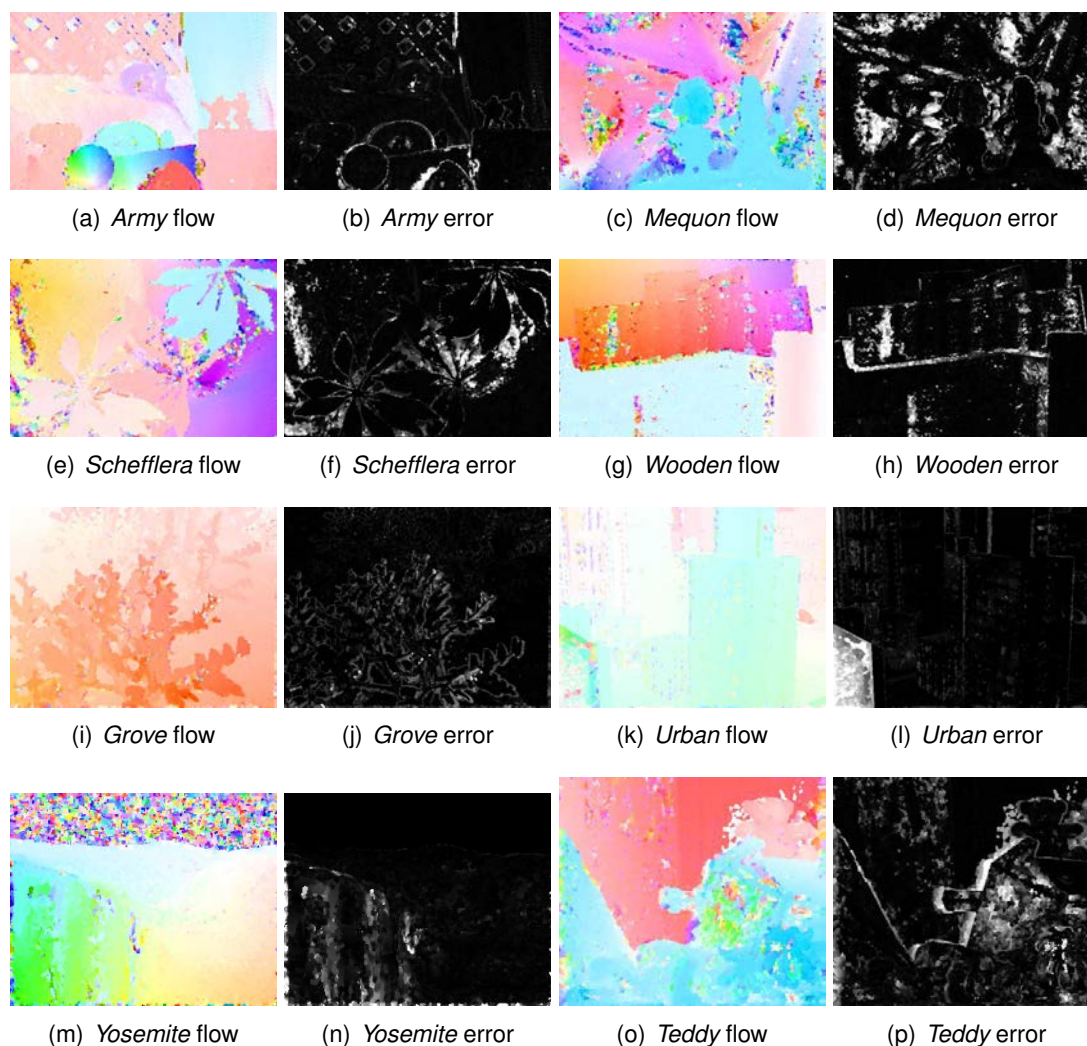 (a) Army flow
(b) Army error
(c) Mequon flow
(d) Mequon error
(e) Schefflera flow
(f) Schefflera error
(g) Wooden flow
(h) Wooden error
(i) Grove flow
(j) Grove error
(k) Urban flow
(l) Urban error
(m) Yosemite flow
(n) Yosemite error
(o) Teddy flow
(p) Teddy error